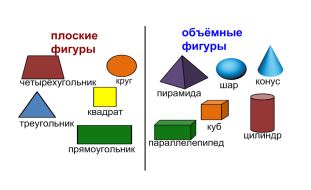 плоские
фигуры
четырёхугольник
круг
квадрат
треугольник
прямоугольник
объёмные
фигуры
пирамида
шар
конус
куб
цилиндр
параллелепипед